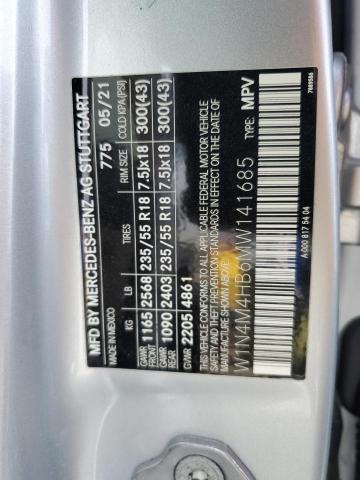 MFD BY MERCEDES-BENZ AG STUTTGART
MADE IN MEXICO 775 05/21
KG LB TIRES RIM SIZE COLD KPA/(PSI)
GAWR FRONT 1165 2568 235/55 R18 7.5Jx18 300(43)
GAWR REAR 1090 2403 235/55 R18 7.5Jx18 300(43)
GVWR 2205 4861
THIS VEHICLE CONFORMS TO ALL APPLICABLE FEDERAL MOTOR VEHICLE
SAFETY AND THEFT PREVENTION STANDARDS IN EFFECT ON THE DATE OF
MANUFACTURE SHOWN ABOVE.
W1N4M4HB6MW141685 TYPE: MPV
A 000 817 54 04 7889586